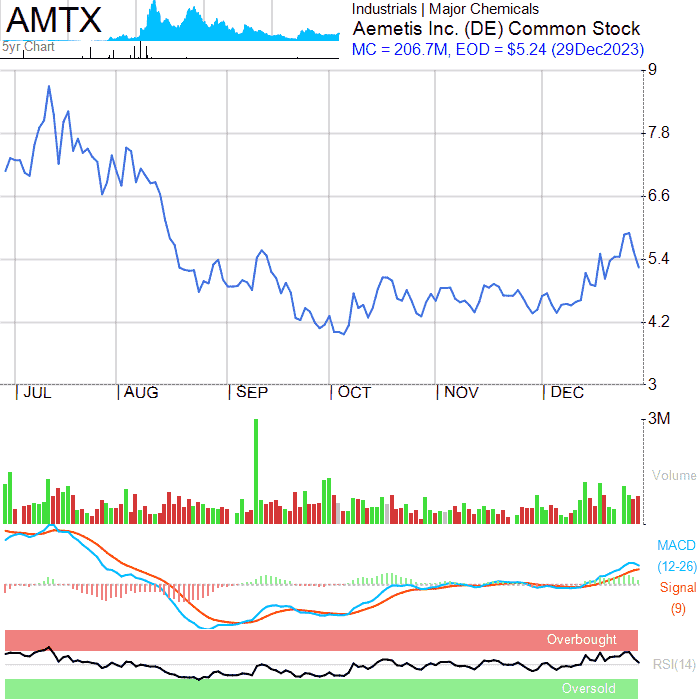 AMTX
5yr Chart
Industrials | Major Chemicals
Aemetis Inc. (DE) Common Stock
MC = 206.7M, EOD = $5.24 (29Dec2023)
9
7.8
6.6
5.4
4.2
3
| JUL | AUG | SEP | OCT | NOV | DEC
3M
Volume
MACD
(12-26)
Signal
(9)
Overbought
RSI(14)
Oversold